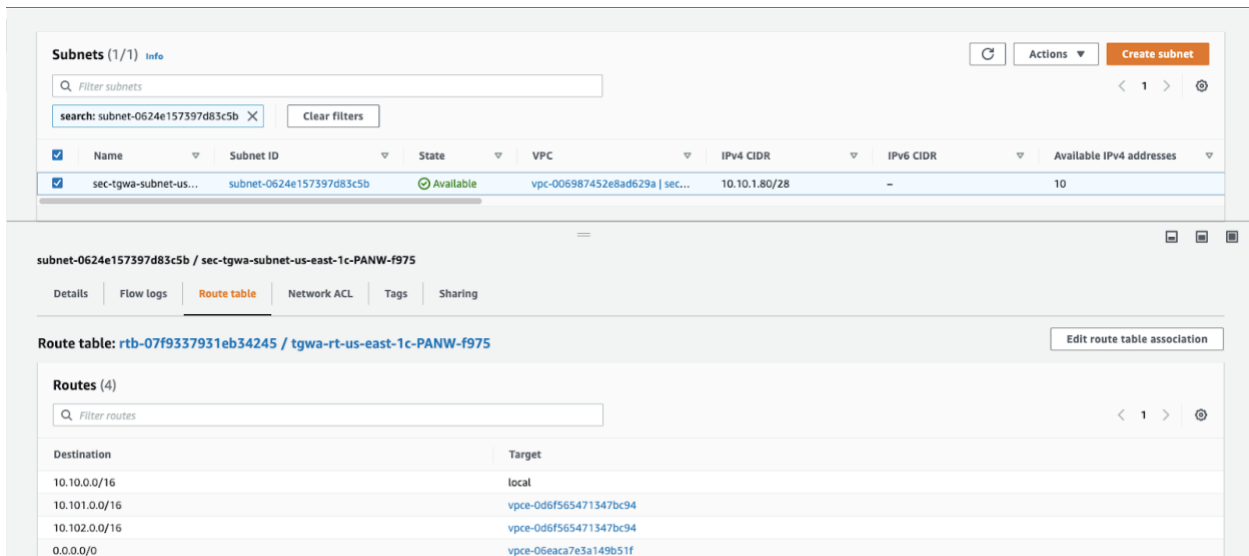 Subnets (1/1) Info
Actions
Create subnet
Filter subnets
1
search: subnet-0624e157397d83c5b
Clear filters
Name Subnet ID State VPC IPv4 CIDR IPv6 CIDR Available IPv4 addresses
sec-tgwa-subnet-us... subnet-0624e157397d83c5b Available vpc-006987452e8ad629a | sec... 10.10.1.80/28 – 10
subnet-0624e157397d83c5b / sec-tgwa-subnet-us-east-1c-PANW-f975
Details Flow logs Route table Network ACL Tags Sharing
Route table: rtb-07f9337931eb34245 / tgwa-rt-us-east-1c-PANW-f975
Edit route table association
Routes (4)
Filter routes
1
Destination Target
10.10.0.0/16 local
10.101.0.0/16 vpce-0d6f565471347bc94
10.102.0.0/16 vpce-0d6f565471347bc94
0.0.0.0/0 vpce-06eaca7e3a149b51f